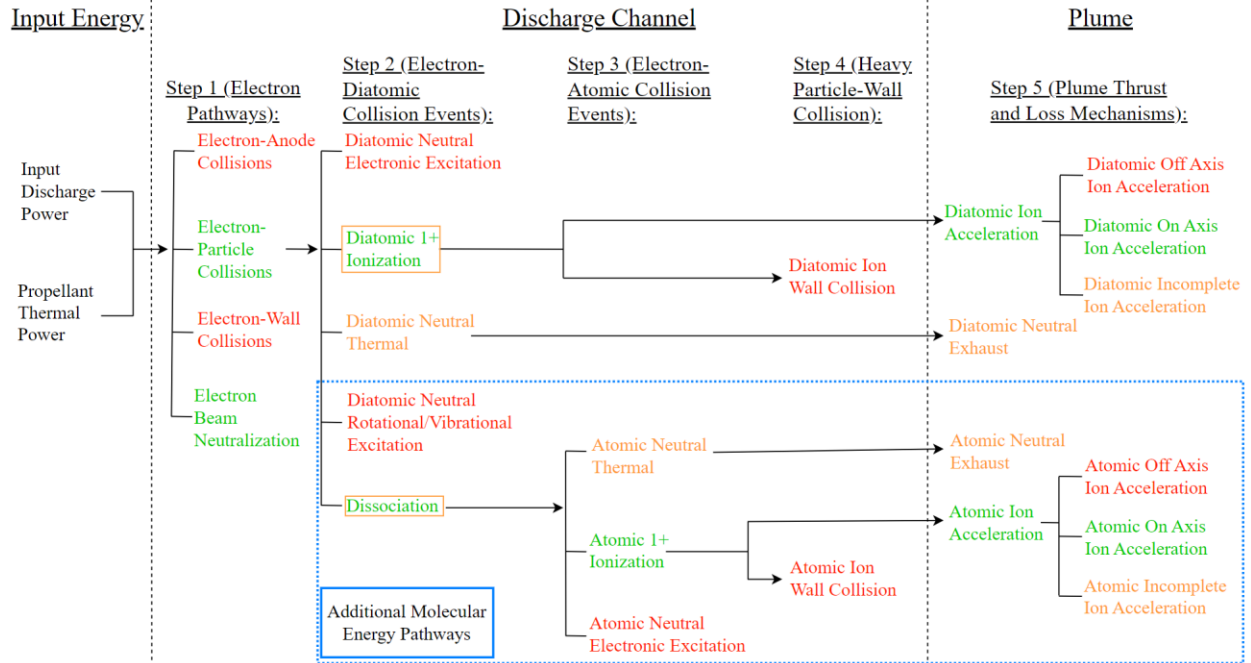 Input Energy
Discharge Channel
Plume
Step 1 (Electron
Pathways):
Step 2 (Electron-
Diatomic
Collision Events):
Step 3 (Electron-
Atomic Collision
Events):
Step 4 (Heavy
Particle-Wall
Collision):
Step 5 (Plume Thrust
and Loss Mechanisms):
Input
Discharge
Power
Propellant
Thermal
Power
Electron-Anode
Collisions
Electron-
Particle
Collisions
Electron-Wall
Collisions
Electron
Beam
Neutralization
Diatomic Neutral
Electronic Excitation
Diatomic 1+
Ionization
Diatomic Neutral
Thermal
Diatomic Neutral
Rotational/Vibrational
Excitation
Dissociation
Atomic Neutral
Thermal
Atomic 1+
Ionization
Atomic Neutral
Electronic Excitation
Diatomic Ion
Wall Collision
Atomic Ion
Wall Collision
Diatomic Ion
Acceleration
Diatomic Neutral
Exhaust
Atomic Neutral
Exhaust
Atomic Ion
Acceleration
Diatomic Off Axis
Ion Acceleration
Diatomic On Axis
Ion Acceleration
Diatomic Incomplete
Ion Acceleration
Atomic Off Axis
Ion Acceleration
Atomic On Axis
Ion Acceleration
Atomic Incomplete
Ion Acceleration
Additional Molecular
Energy Pathways